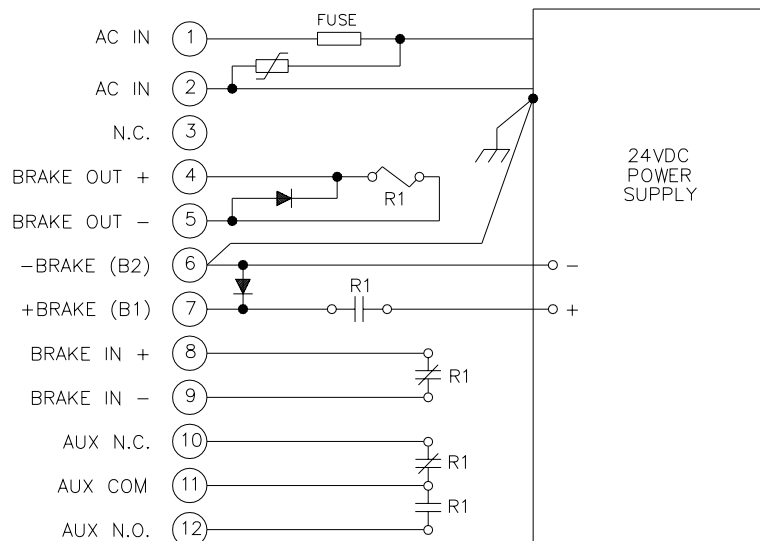 FUSE
AC IN 1
AC IN 2
N.C. 3
BRAKE OUT + 4
R1
BRAKE OUT - 5
-BRAKE (B2) 6 -
+BRAKE (B1) 7 R1 +
BRAKE IN + 8
R1
BRAKE IN - 9
AUX N.C. 10
R1
AUX COM 11
R1
AUX N.O. 12
24VDC
POWER
SUPPLY